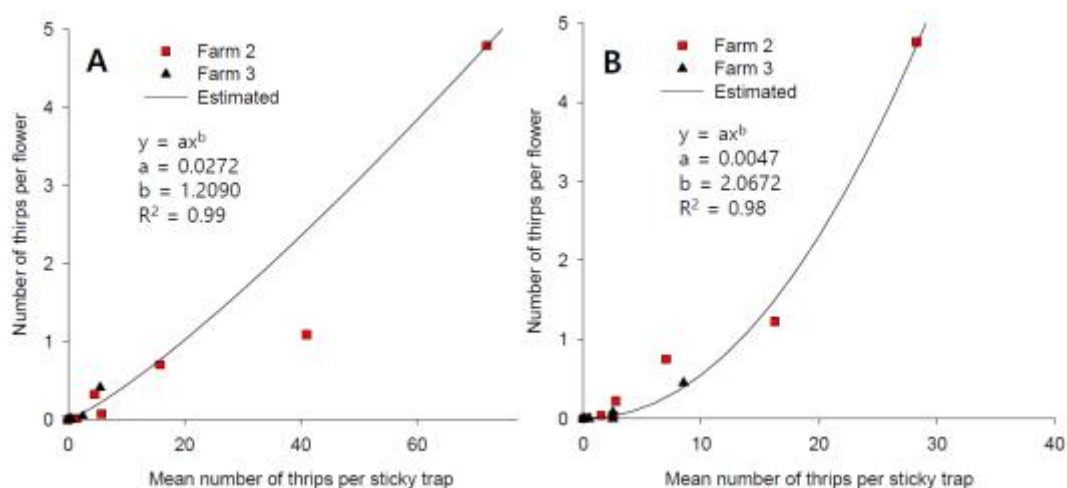 A
Farm 2
Farm 3
Estimated
y = ax^b
a = 0.0272
b = 1.2090
R² = 0.99
Number of thirps per flower
5
4
3
2
1
0
0 20 40 60
Mean number of thrips per sticky trap
B
Farm 2
Farm 3
Estimated
y = ax^b
a = 0.0047
b = 2.0672
R² = 0.98
Number of thirps per flower
5
4
3
2
1
0
0 10 20 30 40
Mean number of thrips per sticky trap